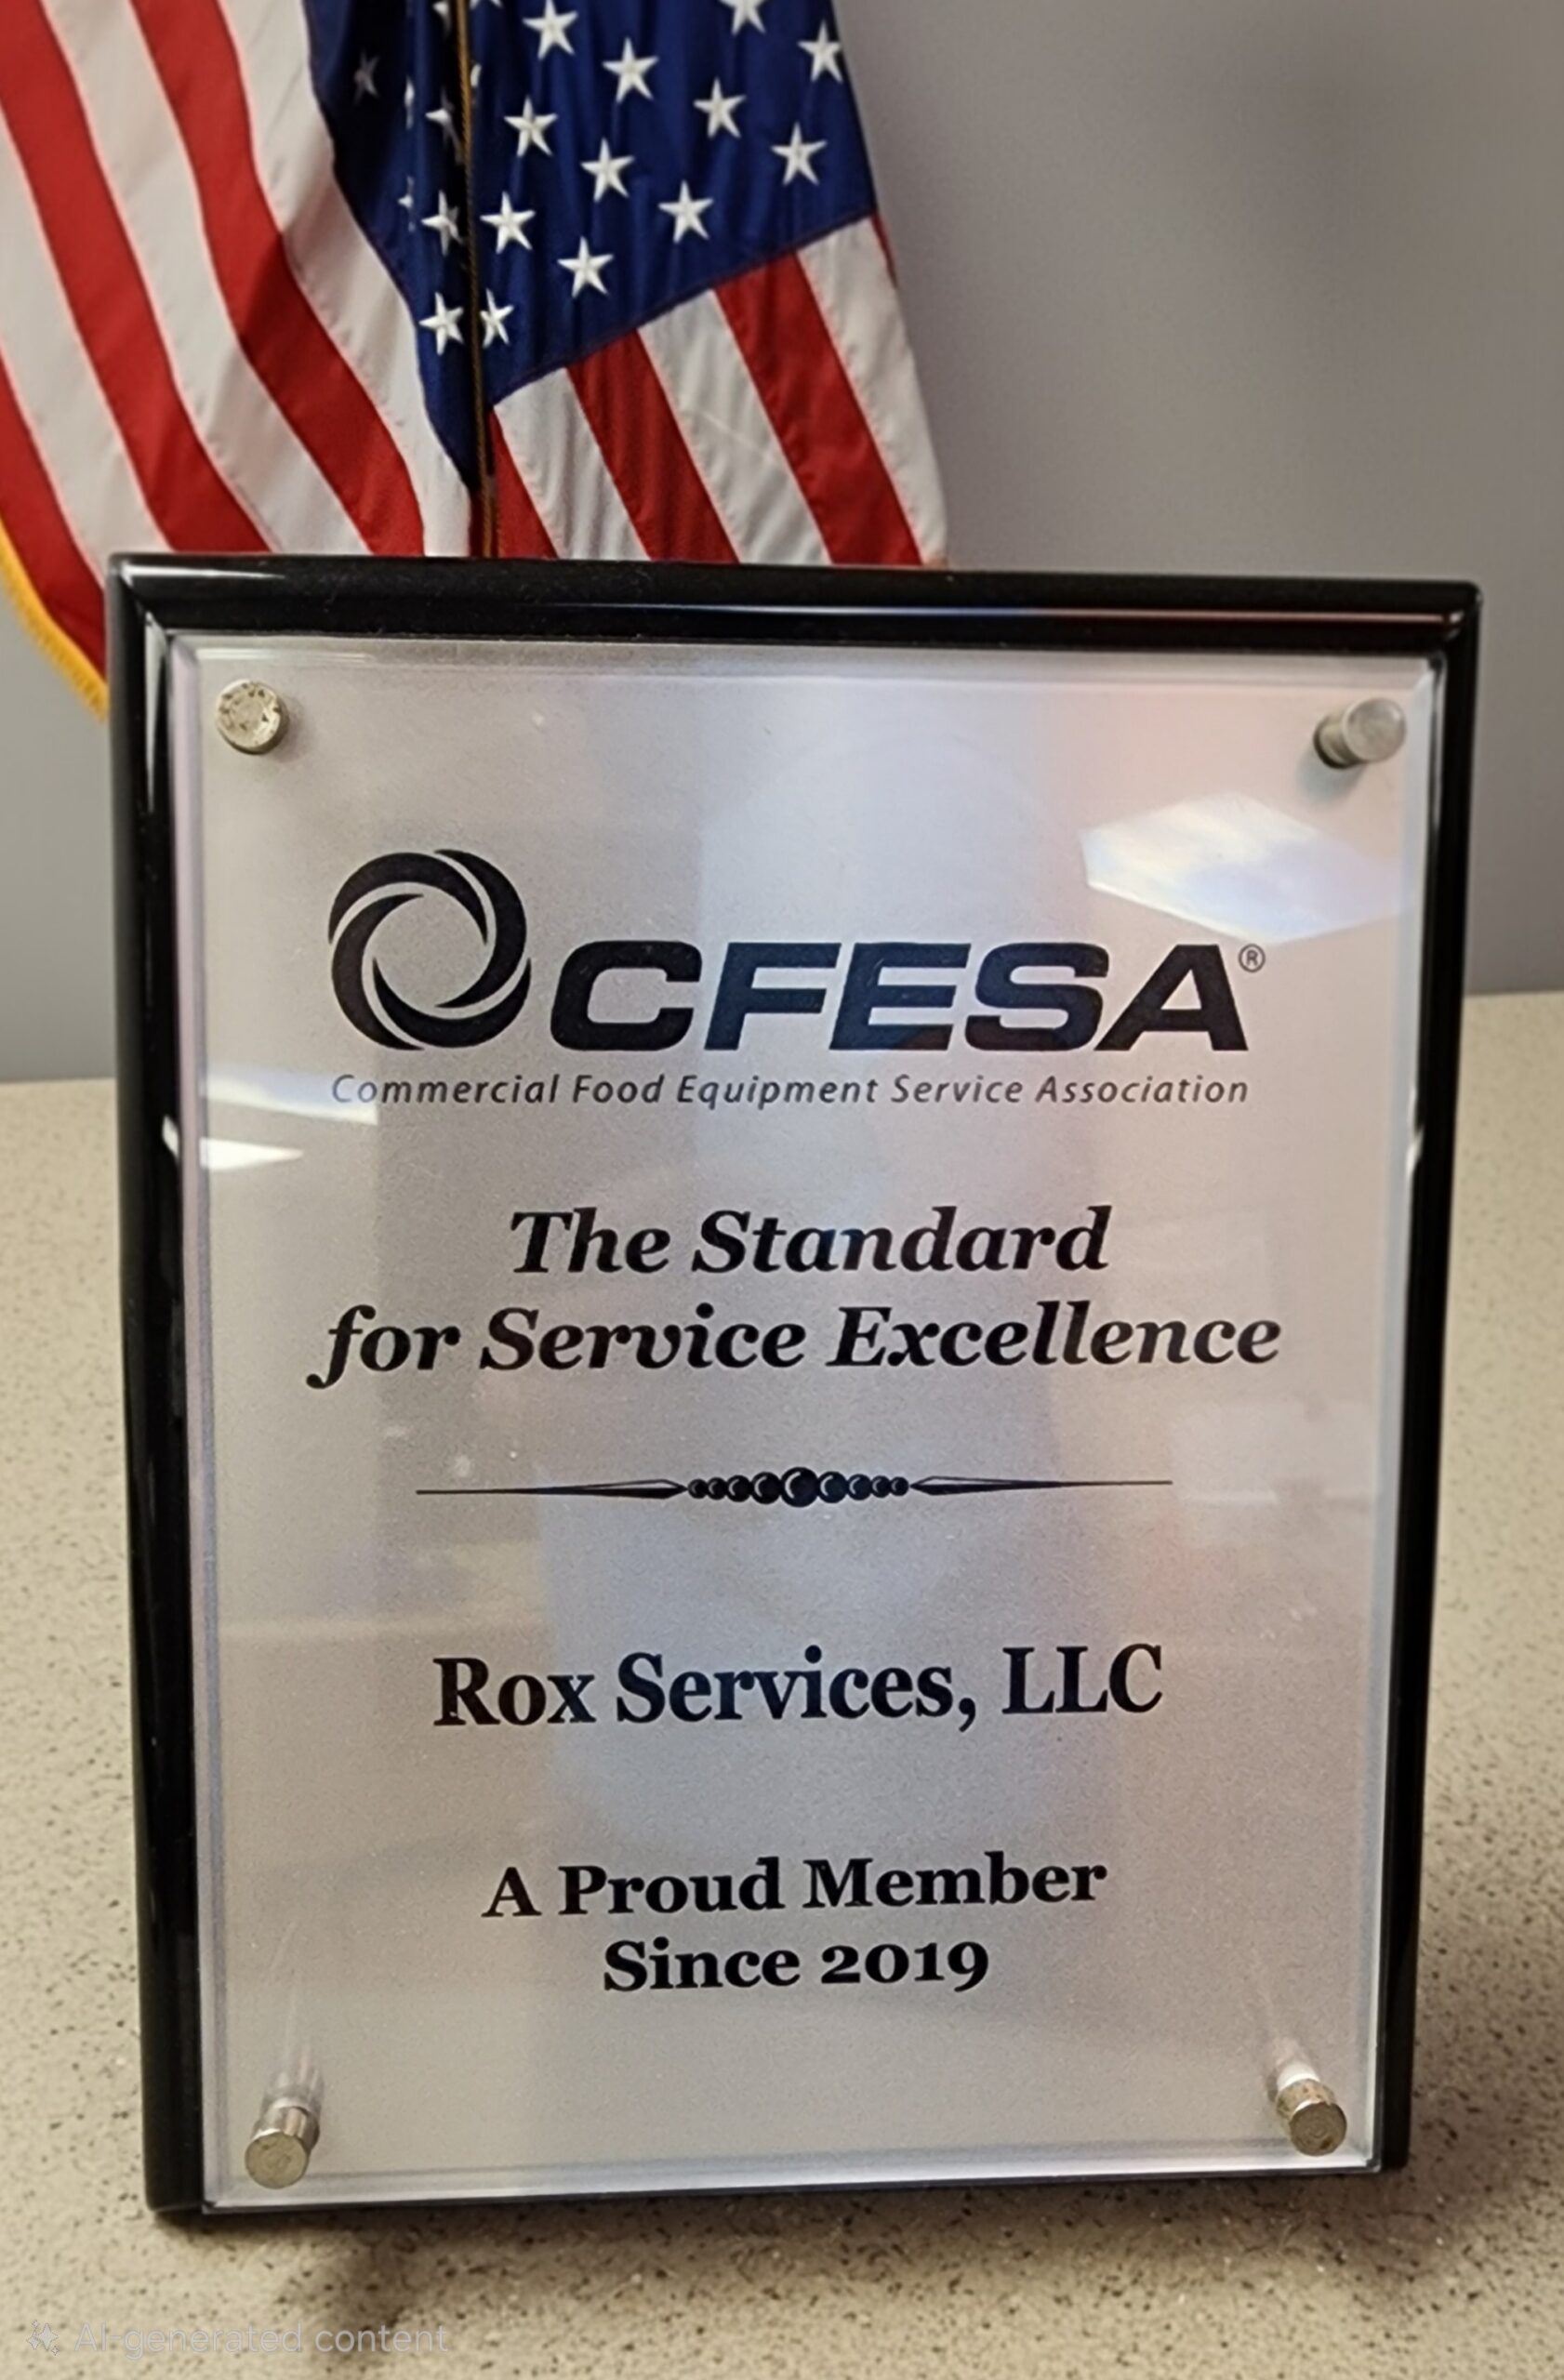 CFESA®
Commercial Food Equipment Service Association
The Standard
for Service Excellence
Rox Services, LLC
A Proud Member
Since 2019
AI-generated content